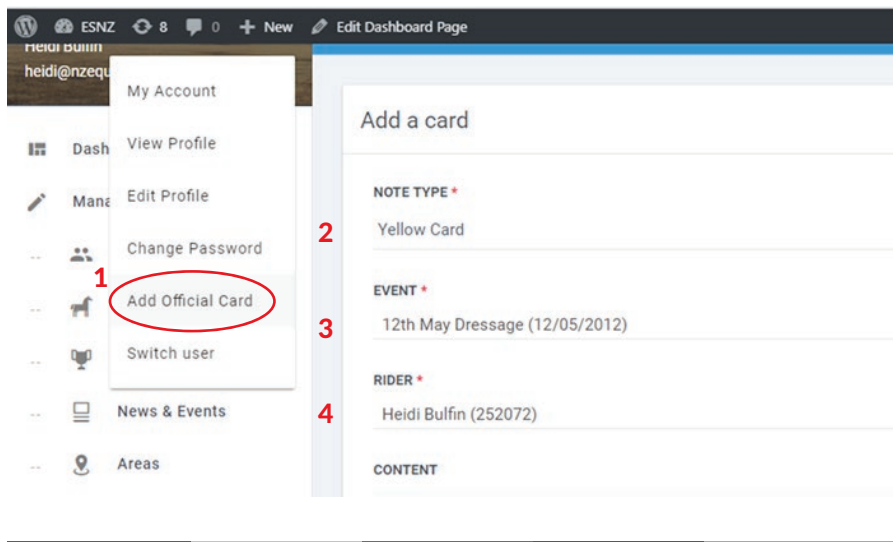 ESNZ 8 0 New Edit Dashboard Page
Heidi Bulfin
heidi@nzequ
My Account
View Profile
Edit Profile
Change Password
1
Add Official Card
Switch user
Dash
Mana
News & Events
Areas
Add a card
NOTE TYPE *
2
Yellow Card
EVENT *
3
12th May Dressage (12/05/2012)
RIDER *
4
Heidi Bulfin (252072)
CONTENT